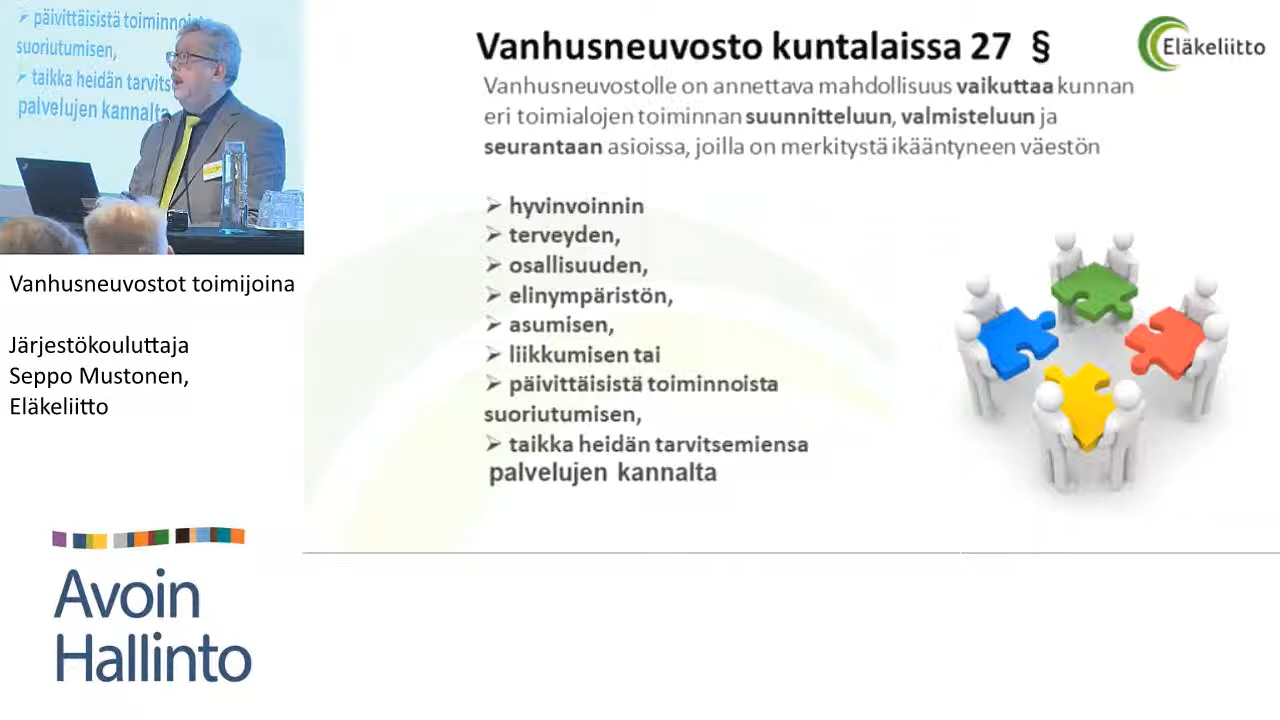 päivittäisistä
suoriutumisen,
taikka heidän
palvelujen kannalta
Vanhusneuvostot toimijoina
Järjestökouluttaja
Seppo Mustonen,
Eläkeliitto
Avoin
Hallinto
Vanhusneuvosto kuntalaissa 27 §
Eläkeliitto
Vanhusneuvostolle on annettava mahdollisuus vaikuttaa kunnan
eri toimialojen toiminnan suunnitteluun, valmisteluun ja
seurantaan asioissa, joilla on merkitystä ikääntyneen väestön
➢ hyvinvoinnin
➢ terveyden,
➢ osallisuuden,
➢ elinympäristön,
➢ asumisen,
➢ liikkumisen tai
➢ päivittäisistä toiminnoista
suoriutumisen,
➢ taikka heidän tarvitsemiensa
palvelujen kannalta